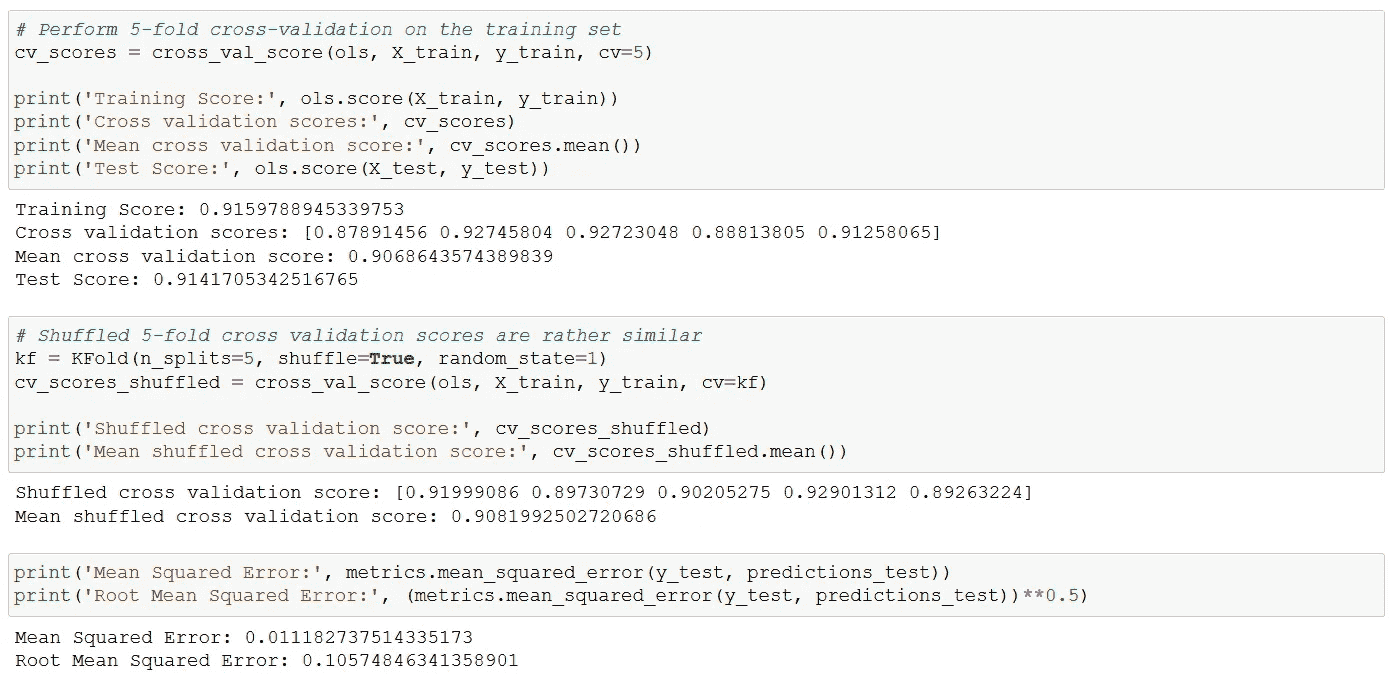 # Perform 5-fold cross-validation on the training set
cv_scores = cross_val_score(ols, X_train, y_train, cv=5)
print('Training Score:', ols.score(X_train, y_train))
print('Cross validation scores:', cv_scores)
print('Mean cross validation score:', cv_scores.mean())
print('Test Score:', ols.score(X_test, y_test))
Training Score: 0.9159788945339753
Cross validation scores: [0.87891456 0.92745804 0.92723048 0.88813805 0.91258065]
Mean cross validation score: 0.9068643574389839
Test Score: 0.9141705342516765
# Shuffled 5-fold cross validation scores are rather similar
kf = KFold(n_splits=5, shuffle=True, random_state=1)
cv_scores_shuffled = cross_val_score(ols, X_train, y_train, cv=kf)
print('Shuffled cross validation score:', cv_scores_shuffled)
print('Mean shuffled cross validation score:', cv_scores_shuffled.mean())
Shuffled cross validation score: [0.91999086 0.89730729 0.90205275 0.92901312 0.89263224]
Mean shuffled cross validation score: 0.9081992502720686
print('Mean Squared Error:', metrics.mean_squared_error(y_test, predictions_test))
print('Root Mean Squared Error:', (metrics.mean_squared_error(y_test, predictions_test))**0.5)
Mean Squared Error: 0.011182737514335173
Root Mean Squared Error: 0.10574846341358901